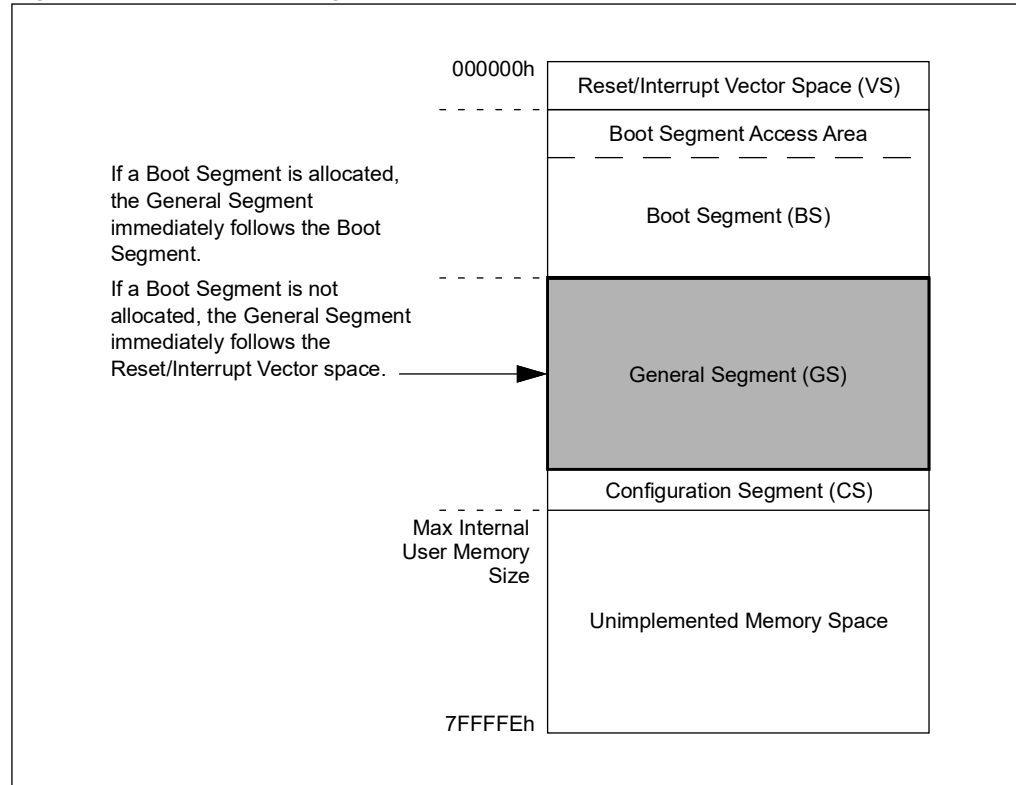 000000h
Reset/Interrupt Vector Space (VS)
Boot Segment Access Area
If a Boot Segment is allocated,
the General Segment
immediately follows the Boot
Segment.
Boot Segment (BS)
If a Boot Segment is not
allocated, the General Segment
immediately follows the
Reset/Interrupt Vector space.
General Segment (GS)
Configuration Segment (CS)
Max Internal
User Memory
Size
Unimplemented Memory Space
7FFFFEh